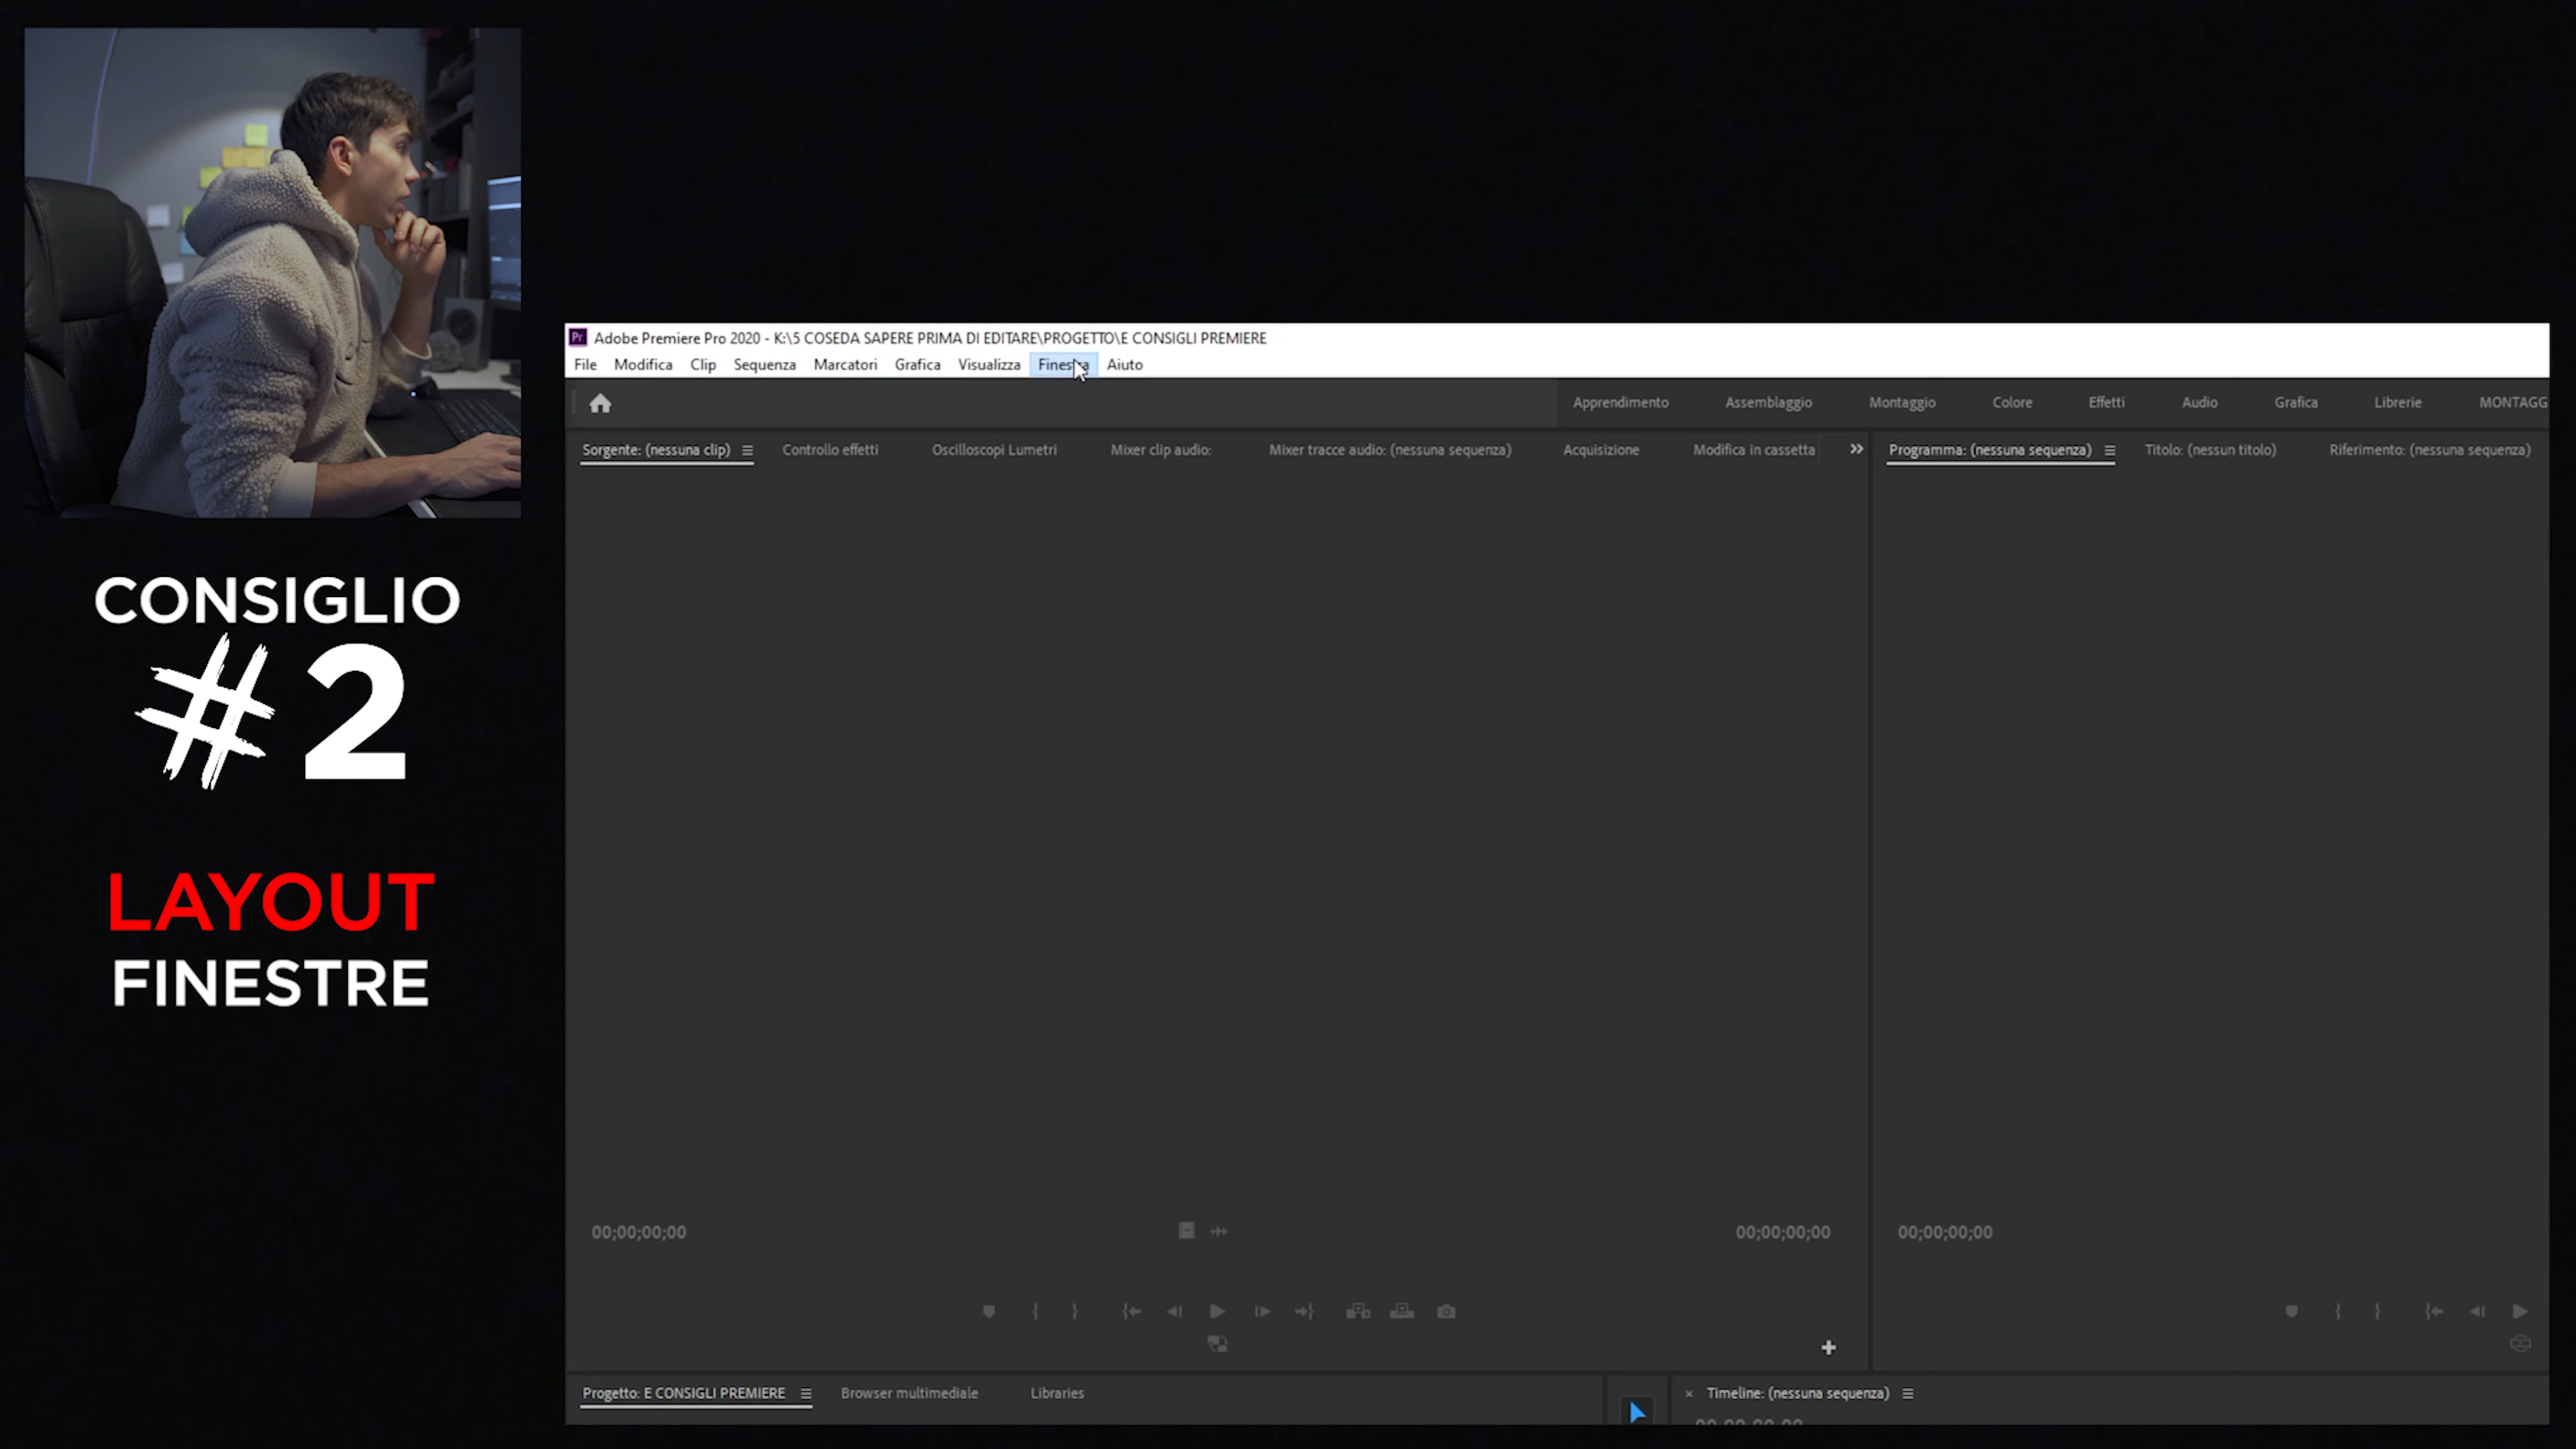 CONSIGLIO
#2
LAYOUT
FINESTRE
Pr Adobe Premiere Pro 2020 - K:\5 COSEDA SAPERE PRIMA DI EDITARE\PROGETTO\E CONSIGLI PREMIERE
File Modifica Clip Sequenza Marcatori Grafica Visualizza Finestra Aiuto
Apprendimento Assemblaggio Montaggio Colore Effetti Audio Grafica Librerie MONTAGG
Sorgente: (nessuna clip) Controllo effetti Oscilloscopi Lumetri Mixer clip audio: Mixer tracce audio: (nessuna sequenza) Acquisizione Modifica in cassetta Programma: (nessuna sequenza) Titolo: (nessun titolo) Riferimento: (nessuna sequenza)
00;00;00;00 00;00;00;00 00;00;00;00
Progetto: E CONSIGLI PREMIERE Browser multimediale Libraries × Timeline: (nessuna sequenza)